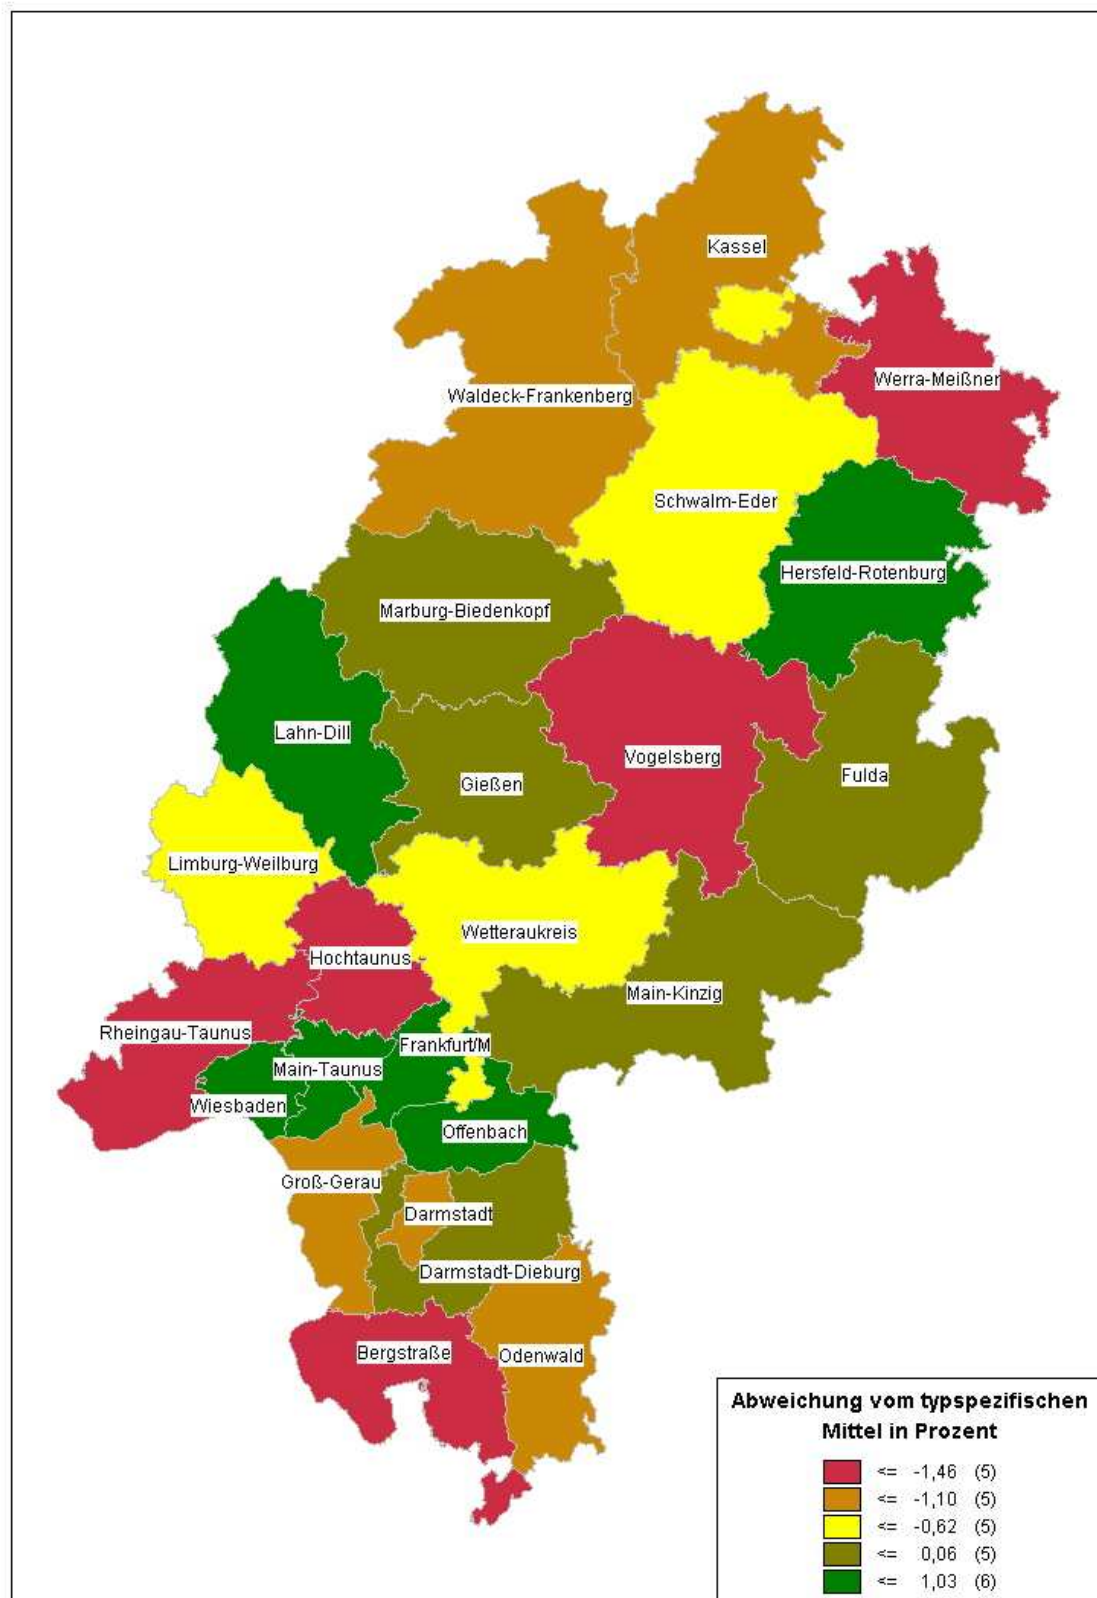 Kassel
Werra-Meißner
Waldeck-Frankenberg
Schwalm-Eder
Hersfeld-Rotenburg
Marburg-Biedenkopf
Lahn-Dill
Vogelsberg
Fulda
Gießen
Limburg-Weilburg
Wetteraukreis
Hochtaunus
Main-Kinzig
Rheingau-Taunus
Frankfurt/M
Main-Taunus
Wiesbaden
Offenbach
Groß-Gerau
Darmstadt
Darmstadt-Dieburg
Bergstraße
Odenwald
Abweichung vom typspezifischen
Mittel in Prozent
<= -1,46 (5)
<= -1,10 (5)
<= -0,62 (5)
<= 0,06 (5)
<= 1,03 (6)